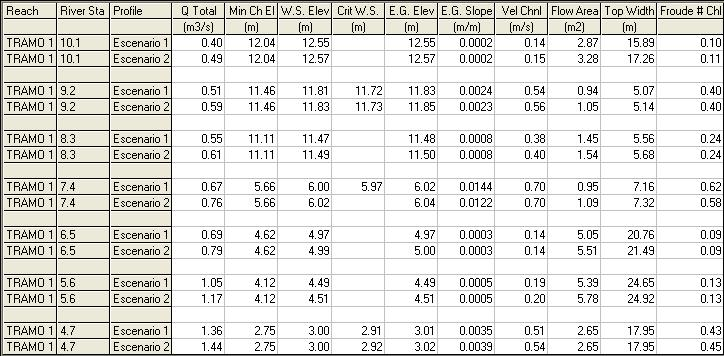 Reach River Sta Profile Q Total Min Ch El W.S. Elev Crit W.S. E.G. Elev E.G. Slope Vel Chnl Flow Area Top Width Froude # Chl
(m3/s) (m) (m) (m) (m) (m/m) (m/s) (m2) (m)
TRAMO 1 10.1 Escenario 1 0.40 12.04 12.55 12.55 0.0002 0.14 2.87 15.89 0.10
TRAMO 1 10.1 Escenario 2 0.49 12.04 12.57 12.57 0.0002 0.15 3.28 17.26 0.11
TRAMO 1 9.2 Escenario 1 0.51 11.46 11.81 11.72 11.83 0.0024 0.54 0.94 5.07 0.40
TRAMO 1 9.2 Escenario 2 0.59 11.46 11.83 11.73 11.85 0.0023 0.56 1.05 5.14 0.40
TRAMO 1 8.3 Escenario 1 0.55 11.11 11.47 11.48 0.0008 0.38 1.45 5.56 0.24
TRAMO 1 8.3 Escenario 2 0.61 11.11 11.49 11.50 0.0008 0.40 1.54 5.68 0.24
TRAMO 1 7.4 Escenario 1 0.67 5.66 6.00 5.97 6.02 0.0144 0.70 0.95 7.16 0.62
TRAMO 1 7.4 Escenario 2 0.76 5.66 6.02 6.04 0.0122 0.70 1.09 7.32 0.58
TRAMO 1 6.5 Escenario 1 0.69 4.62 4.97 4.97 0.0003 0.14 5.05 20.76 0.09
TRAMO 1 6.5 Escenario 2 0.79 4.62 4.99 5.00 0.0003 0.14 5.51 21.49 0.09
TRAMO 1 5.6 Escenario 1 1.05 4.12 4.49 4.49 0.0005 0.19 5.39 24.65 0.13
TRAMO 1 5.6 Escenario 2 1.17 4.12 4.51 4.51 0.0005 0.20 5.78 24.92 0.13
TRAMO 1 4.7 Escenario 1 1.36 2.75 3.00 2.91 3.01 0.0035 0.51 2.65 17.95 0.43
TRAMO 1 4.7 Escenario 2 1.44 2.75 3.00 2.92 3.02 0.0039 0.54 2.65 17.95 0.45